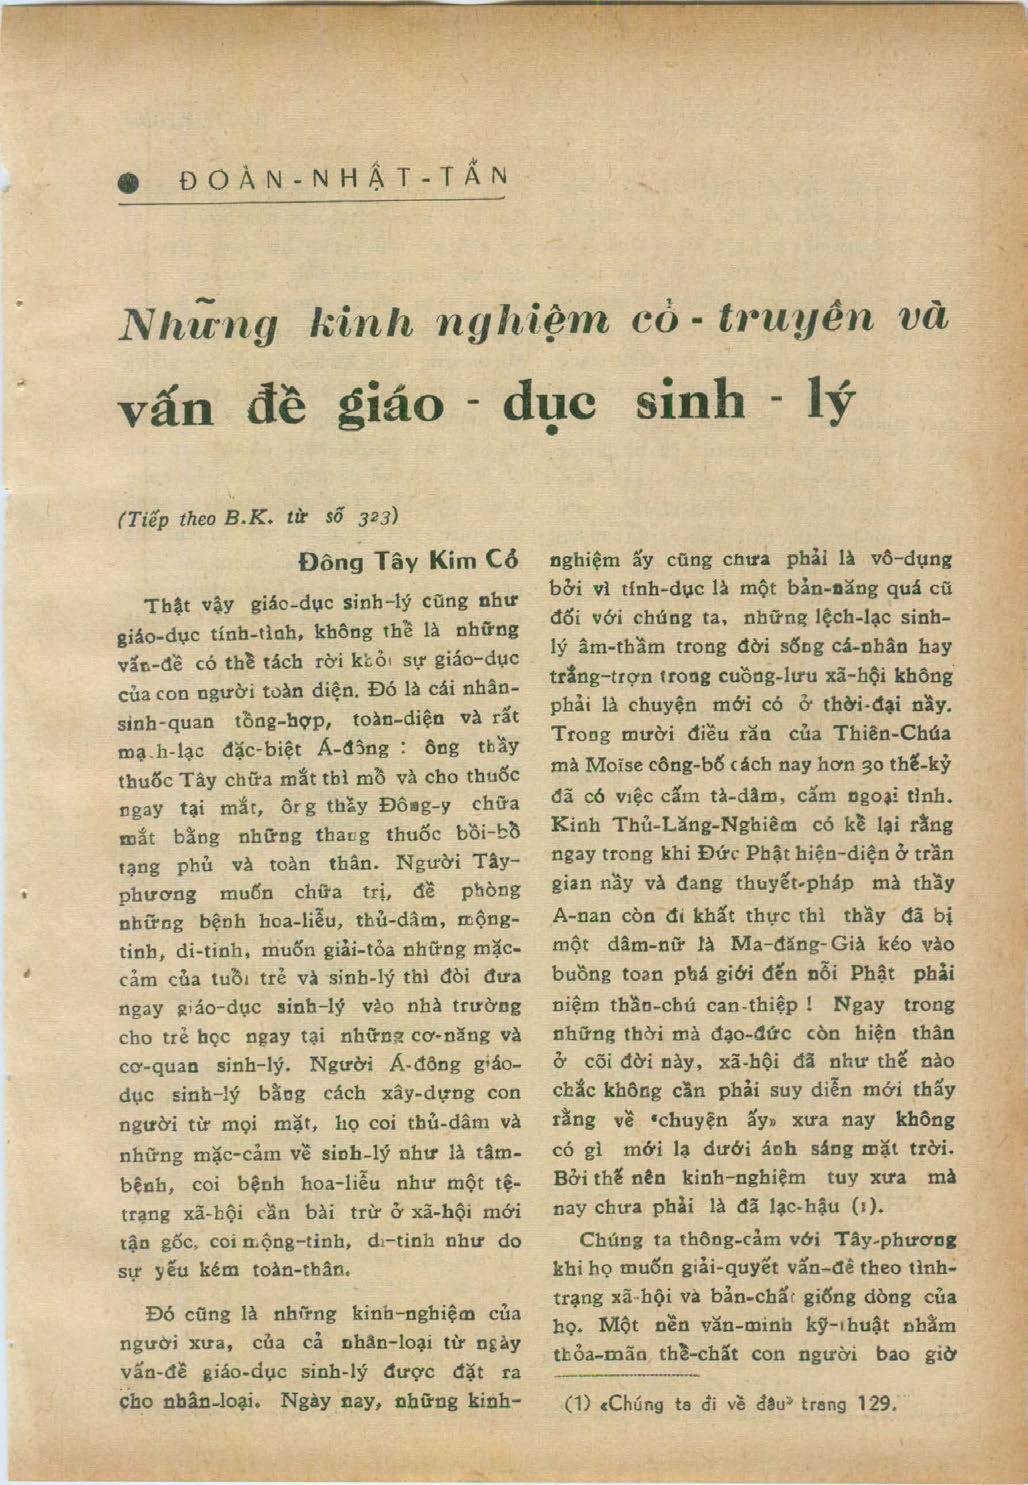 ● ĐOÀN-NHẬT-TẤN
Những kinh nghiệm cổ-truyền và
vấn đề giáo-dục sinh-lý
(Tiếp theo B.K. từ số 323)
Đông Tây Kim Cổ
Thật vậy giáo-dục sinh-lý cũng như
giáo-dục tính-tình, không thể là những
vấn-đề có thể tách rời khỏi sự giáo-dục
của con người toàn diện. Đó là cái nhân-
sinh-quan tổng-hợp, toàn-diện và rất
mạch-lạc đặc-biệt Á-đông : ông thầy
thuốc Tây chữa mắt thì mổ và cho thuốc
ngay tại mắt, ông thầy Đông-y chữa
mắt bằng những thang thuốc bồi-bổ
tạng phủ và toàn thân. Người Tây-
phương muốn chữa trị, đề phòng
những bệnh hoa-liễu, thủ-dâm, mộng-
tinh, di-tinh, muốn giải-tỏa những mặc-
cảm của tuổi trẻ và sinh-lý thì đòi đưa
ngay giáo-dục sinh-lý vào nhà trường
cho trẻ học ngay tại những cơ-năng và
cơ-quan sinh-lý. Người Á-đông giáo-
dục sinh-lý bằng cách xây-dựng con
người từ mọi mặt, họ coi thủ-dâm và
những mặc-cảm về sinh-lý như là tâm-
bệnh, coi bệnh hoa-liễu như một tệ-
trạng xã-hội cần bài trừ ở xã-hội mới
tận gốc, coi mộng-tinh, di-tinh như do
sự yếu kém toàn-thân.
Đó cũng là những kinh-nghiệm của
người xưa, của cả nhân-loại từ ngày
vấn-đề giáo-dục sinh-lý được đặt ra
cho nhân-loại. Ngày nay, những kinh-
nghiệm ấy cũng chưa phải là vô-dụng
bởi vì tính-dục là một bản-năng quá cũ
đối với chúng ta, những lệch-lạc sinh-
lý âm-thầm trong đời sống cá-nhân hay
trắng-trợn trong cuồng-lưu xã-hội không
phải là chuyện mới có ở thời-đại nầy.
Trong mười điều răn của Thiên-Chúa
mà Moïse công-bố cách nay hơn 30 thế-kỷ
đã có việc cấm tà-dâm, cấm ngoại tình.
Kinh Thủ-Lăng-Nghiêm có kể lại rằng
ngay trong khi Đức Phật hiện-diện ở trần
gian nầy và đang thuyết-pháp mà thầy
A-nan còn đi khất thực thì thầy đã bị
một dâm-nữ là Ma-đăng-Già kéo vào
buồng toan phá giới đến nỗi Phật phải
niệm thần-chú can-thiệp ! Ngay trong
những thời mà đạo-đức còn hiện thân
ở cõi đời này, xã-hội đã như thế nào
chắc không cần phải suy diễn mới thấy
rằng về «chuyện ấy» xưa nay không
có gì mới lạ dưới ánh sáng mặt trời.
Bởi thế nên kinh-nghiệm tuy xưa mà
nay chưa phải là đã lạc-hậu (1).
Chúng ta thông-cảm với Tây-phương
khi họ muốn giải-quyết vấn-đề theo tình-
trạng xã-hội và bản-chất giống dòng của
họ. Một nền văn-minh kỹ-thuật nhằm
thỏa-mãn thể-chất con người bao giờ
(1) «Chúng ta đi về đâu» trang 129.